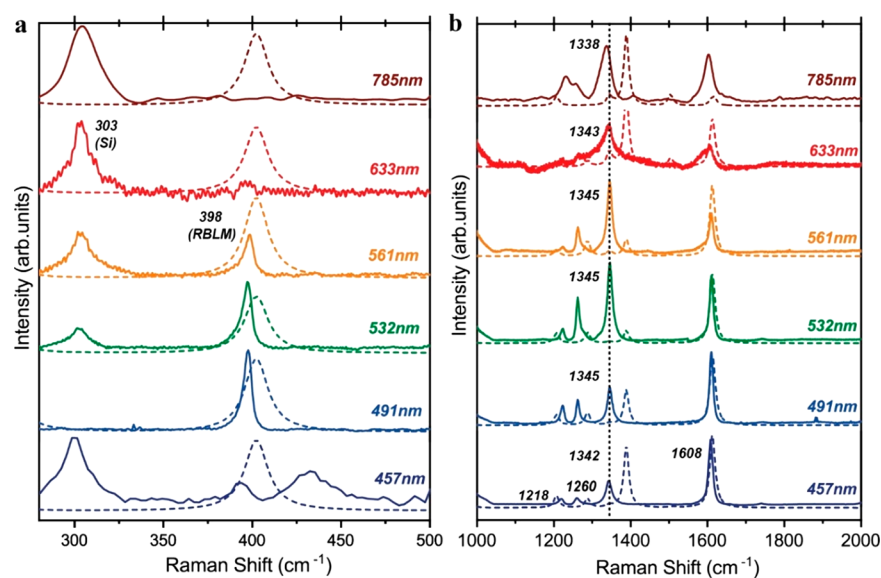 a
785nm
303
(Si)
633nm
398
(RBLM)
561nm
532nm
491nm
457nm
Intensity (arb.units)
300 350 400 450 500
Raman Shift (cm-1)
b
1338
785nm
1343
633nm
1345
561nm
1345
532nm
1345
491nm
1342
1608
1218
1260
457nm
Intensity (arb.units)
1000 1200 1400 1600 1800 2000
Raman Shift (cm-1)